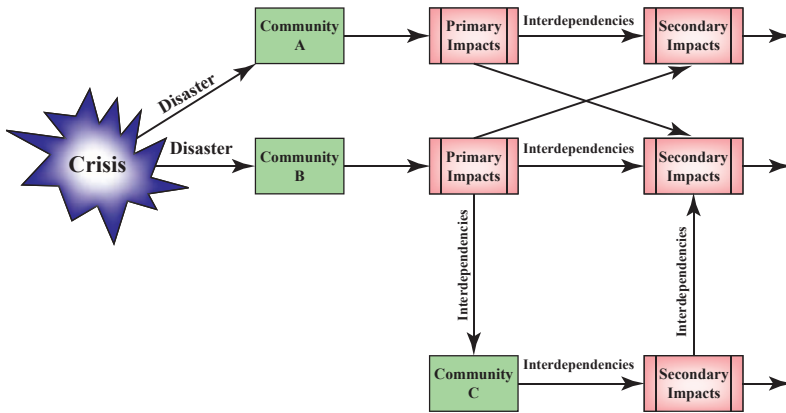 Community
A
Primary
Impacts
Interdependencies
Secondary
Impacts
Disaster
Crisis
Disaster
Community
B
Primary
Impacts
Interdependencies
Secondary
Impacts
Interdependencies
Interdependencies
Community
C
Interdependencies
Secondary
Impacts